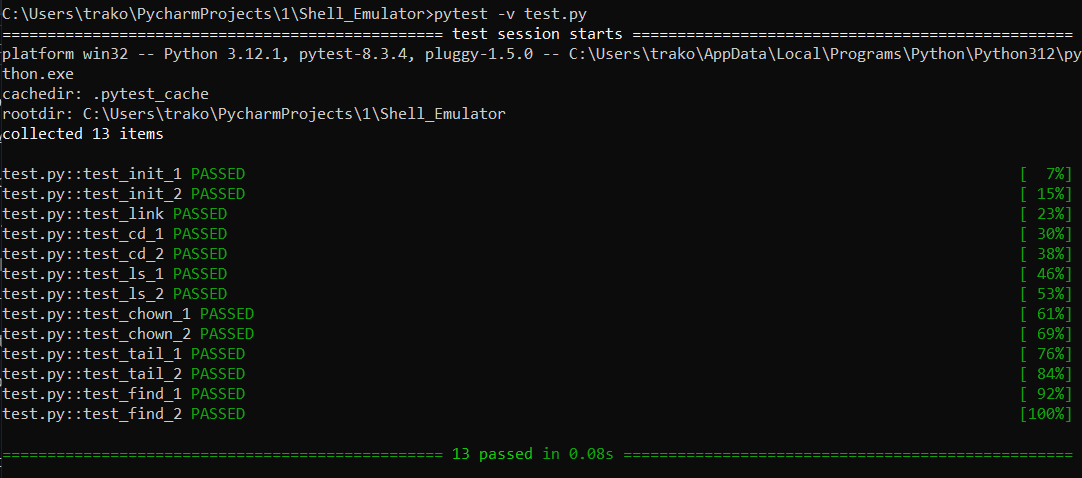 C:\Users\trako\PycharmProjects\1\Shell_Emulator>pytest -v test.py
================================================= test session starts =================================================
platform win32 -- Python 3.12.1, pytest-8.3.4, pluggy-1.5.0 -- C:\Users\trako\AppData\Local\Programs\Python\Python312\py
thon.exe
cachedir: .pytest_cache
rootdir: C:\Users\trako\PycharmProjects\1\Shell_Emulator
collected 13 items
test.py::test_init_1 PASSED [  7%]
test.py::test_init_2 PASSED [ 15%]
test.py::test_link PASSED [ 23%]
test.py::test_cd_1 PASSED [ 30%]
test.py::test_cd_2 PASSED [ 38%]
test.py::test_ls_1 PASSED [ 46%]
test.py::test_ls_2 PASSED [ 53%]
test.py::test_chown_1 PASSED [ 61%]
test.py::test_chown_2 PASSED [ 69%]
test.py::test_tail_1 PASSED [ 76%]
test.py::test_tail_2 PASSED [ 84%]
test.py::test_find_1 PASSED [ 92%]
test.py::test_find_2 PASSED [100%]
================================================= 13 passed in 0.08s ==================================================